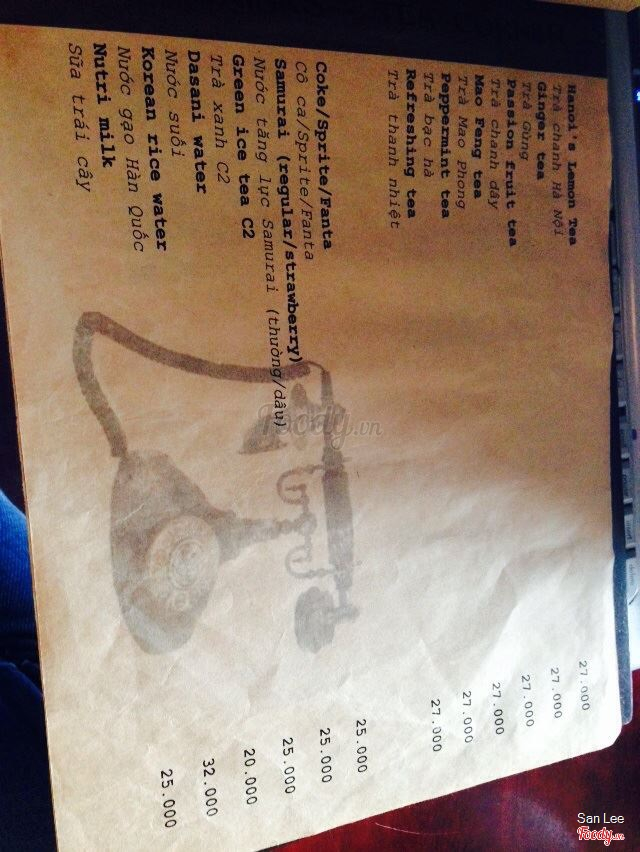 Hanoi's Lemon Tea 27.000
Trà chanh Hà Nội
Ginger tea 27.000
Trà Gừng
Passion fruit tea 27.000
Trà chanh dây
Mao Feng tea 27.000
Trà Mao Phong
Peppermint tea 27.000
Trà bạc hà
Refreshing tea 27.000
Trà thanh nhiệt
Coke/Sprite/Fanta 25.000
Cô ca/Sprite/Fanta
Samurai (regular/strawberry) 25.000
Nước tăng lực Samurai (thường/dâu)
Green ice tea C2 25.000
Trà xanh C2
Dasani water 20.000
Nước suối
Korean rice water 32.000
Nước gạo Hàn Quốc
Nutri milk 25.000
Sữa trái cây
Foody.vn
San Lee
Foody.vn